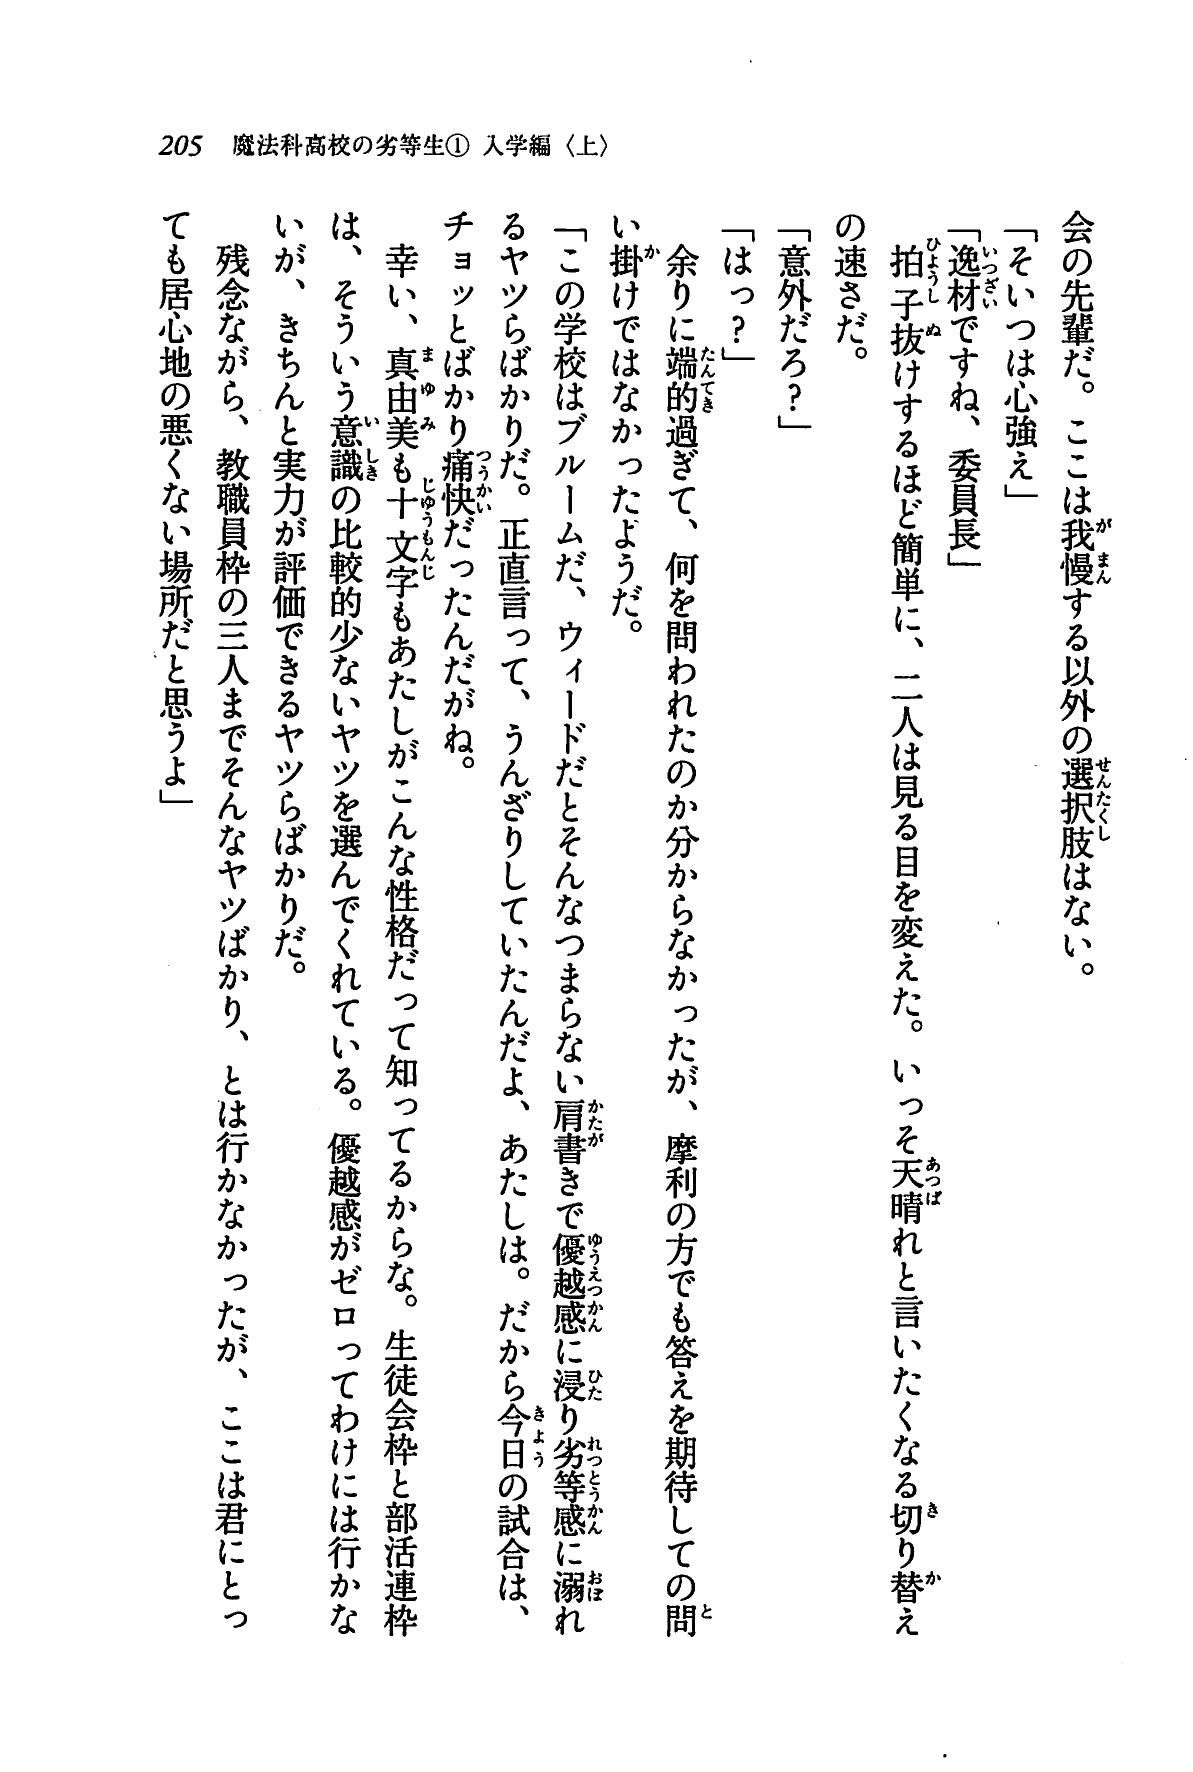 205 魔法科高校の劣等生① 入学編〈上〉
会の先輩だ。ここは我慢する以外の選択肢はない。
「そいつは心強え」
「逸材ですね、委員長」
拍子抜けするほど簡単に、二人は見る目を変えた。いっそ天晴れと言いたくなる切り替え
の速さだ。
「意外だろ？」
「はっ？」
余りに端的過ぎて、何を問われたのか分からなかったが、摩利の方でも答えを期待しての問
い掛けではなかったようだ。
「この学校はブルームだ、ウィードだとそんなつまらない肩書きで優越感に浸り劣等感に溺れ
るヤツらばかりだ。正直言って、うんざりしていたんだよ、あたしは。だから今日の試合は、
チョッとばかり痛快だったんだがね。
幸い、真由美も十文字もあたしがこんな性格だって知ってるからな。生徒会枠と部活連枠
は、そういう意識の比較的少ないヤツを選んでくれている。優越感がゼロってわけには行かな
いが、きちんと実力が評価できるヤツらばかりだ。
残念ながら、教職員枠の三人までそんなヤツばかり、とは行かなかったが、ここは君にとっ
ても居心地の悪くない場所だと思うよ」